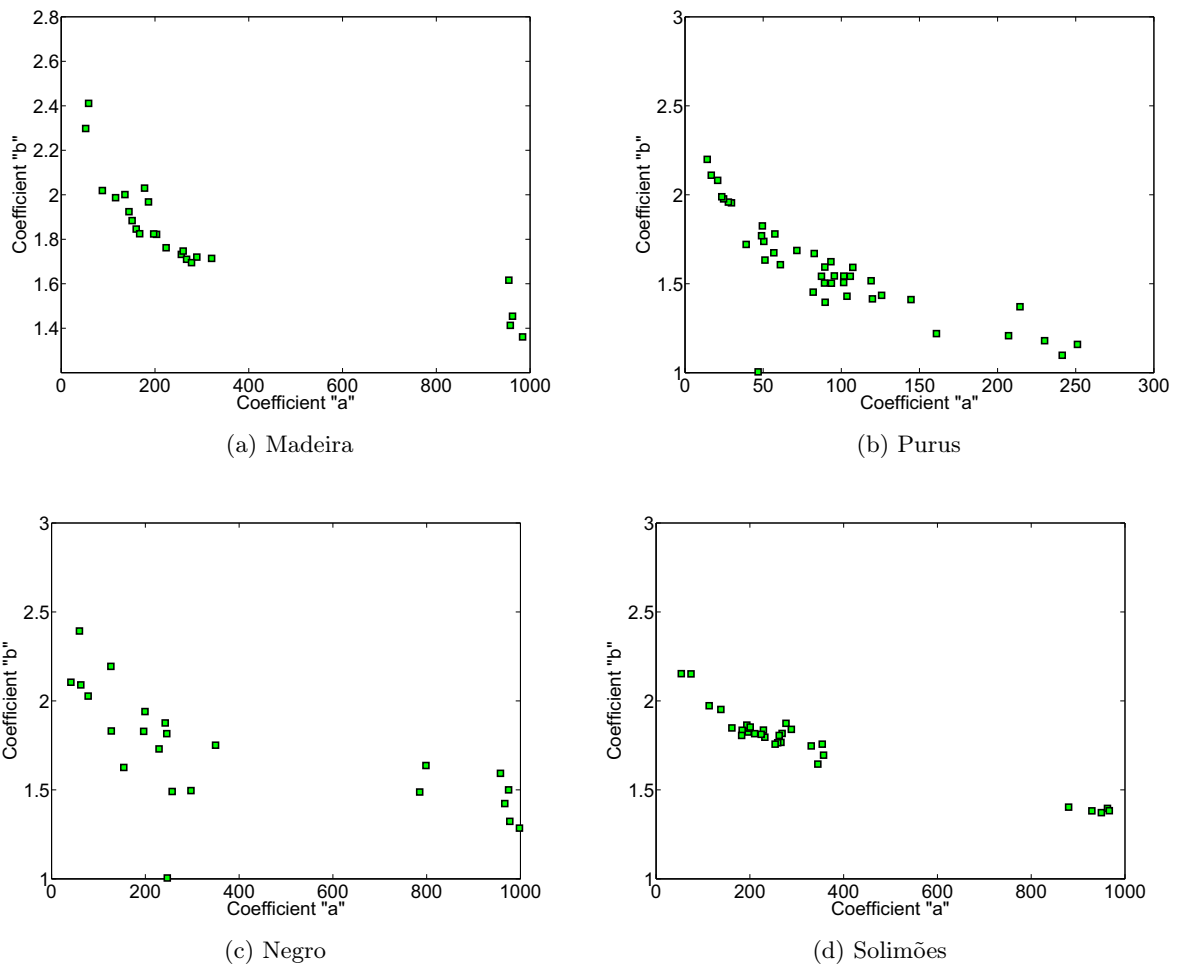 2.8
2.6
2.4
2.2
2
1.8
1.6
1.4
Coefficient "b"
0 200 400 600 800 1000
Coefficient "a"
(a) Madeira
3
2.5
2
1.5
1
Coefficient "b"
0 50 100 150 200 250 300
Coefficient "a"
(b) Purus
3
2.5
2
1.5
1
Coefficient "b"
0 200 400 600 800 1000
Coefficient "a"
(c) Negro
3
2.5
2
1.5
1
Coefficient "b"
0 200 400 600 800 1000
Coefficient "a"
(d) Solimões